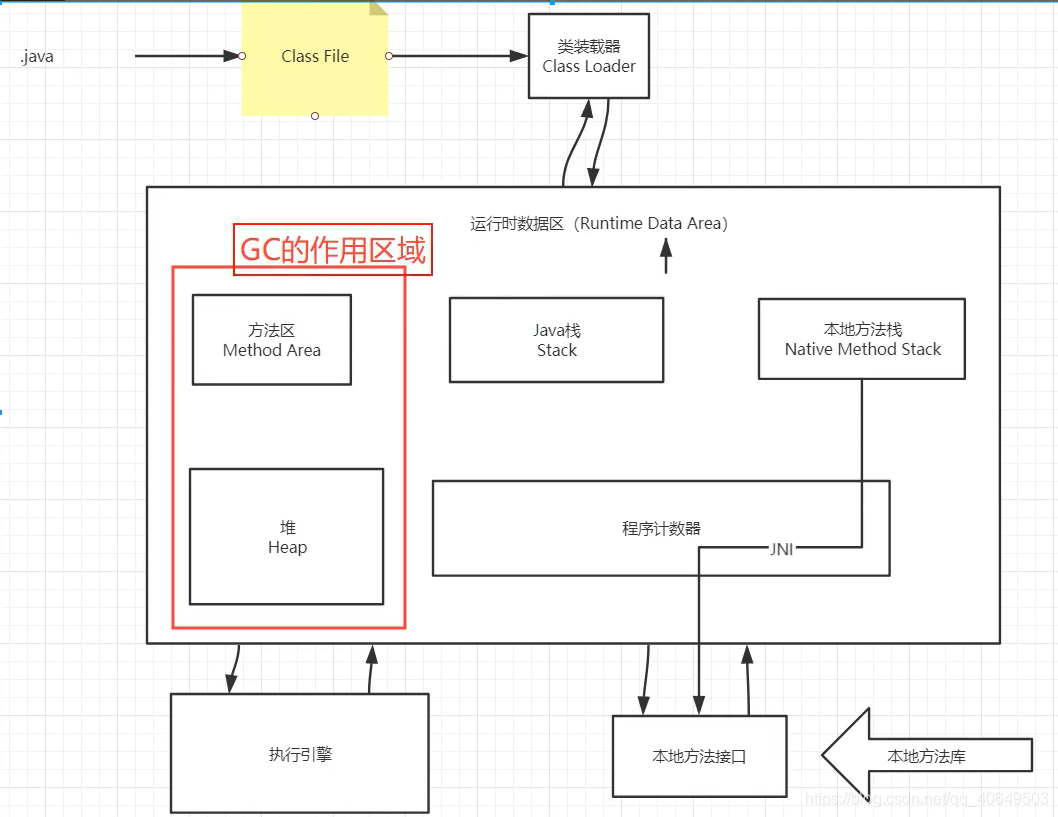 .java
Class File
类装载器
Class Loader
运行时数据区（Runtime Data Area）
GC的作用区域
方法区
Method Area
Java栈
Stack
本地方法栈
Native Method Stack
堆
Heap
程序计数器
JNI
执行引擎
本地方法接口
本地方法库
https://blog.csdn.net/qq_40649503